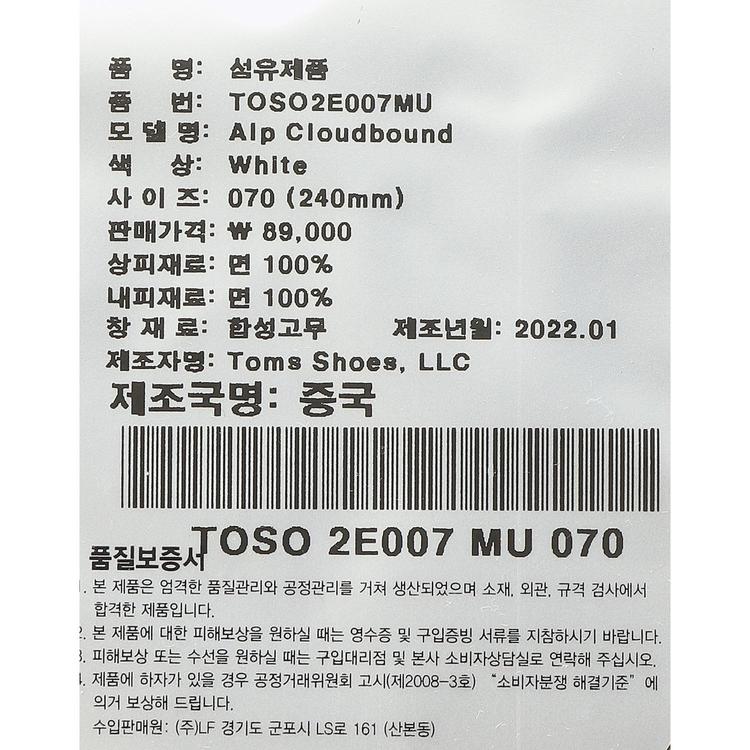 품 명: 섬유제품
품 번: TOSO2E007MU
모 델 명: Alp Cloudbound
색 상: White
사 이 즈: 070 (240mm)
판매가격: ₩ 89,000
상피재료: 면 100%
내피재료: 면 100%
창 재 료: 합성고무 제조년월: 2022.01
제조자명: Toms Shoes, LLC
제조국명: 중국
TOSO 2E007 MU 070
품질보증서
1. 본 제품은 엄격한 품질관리와 공정관리를 거쳐 생산되었으며 소재, 외관, 규격 검사에서
합격한 제품입니다.
2. 본 제품에 대한 피해보상을 원하실 때는 영수증 및 구입증빙 서류를 지참하시기 바랍니다.
3. 피해보상 또는 수선을 원하실 때는 구입대리점 및 본사 소비자상담실로 연락해 주십시오.
4. 제품에 하자가 있을 경우 공정거래위원회 고시(제2008-3호) “소비자분쟁 해결기준” 에
의거 보상해 드립니다.
수입판매원: (주)LF 경기도 군포시 LS로 161 (산본동)